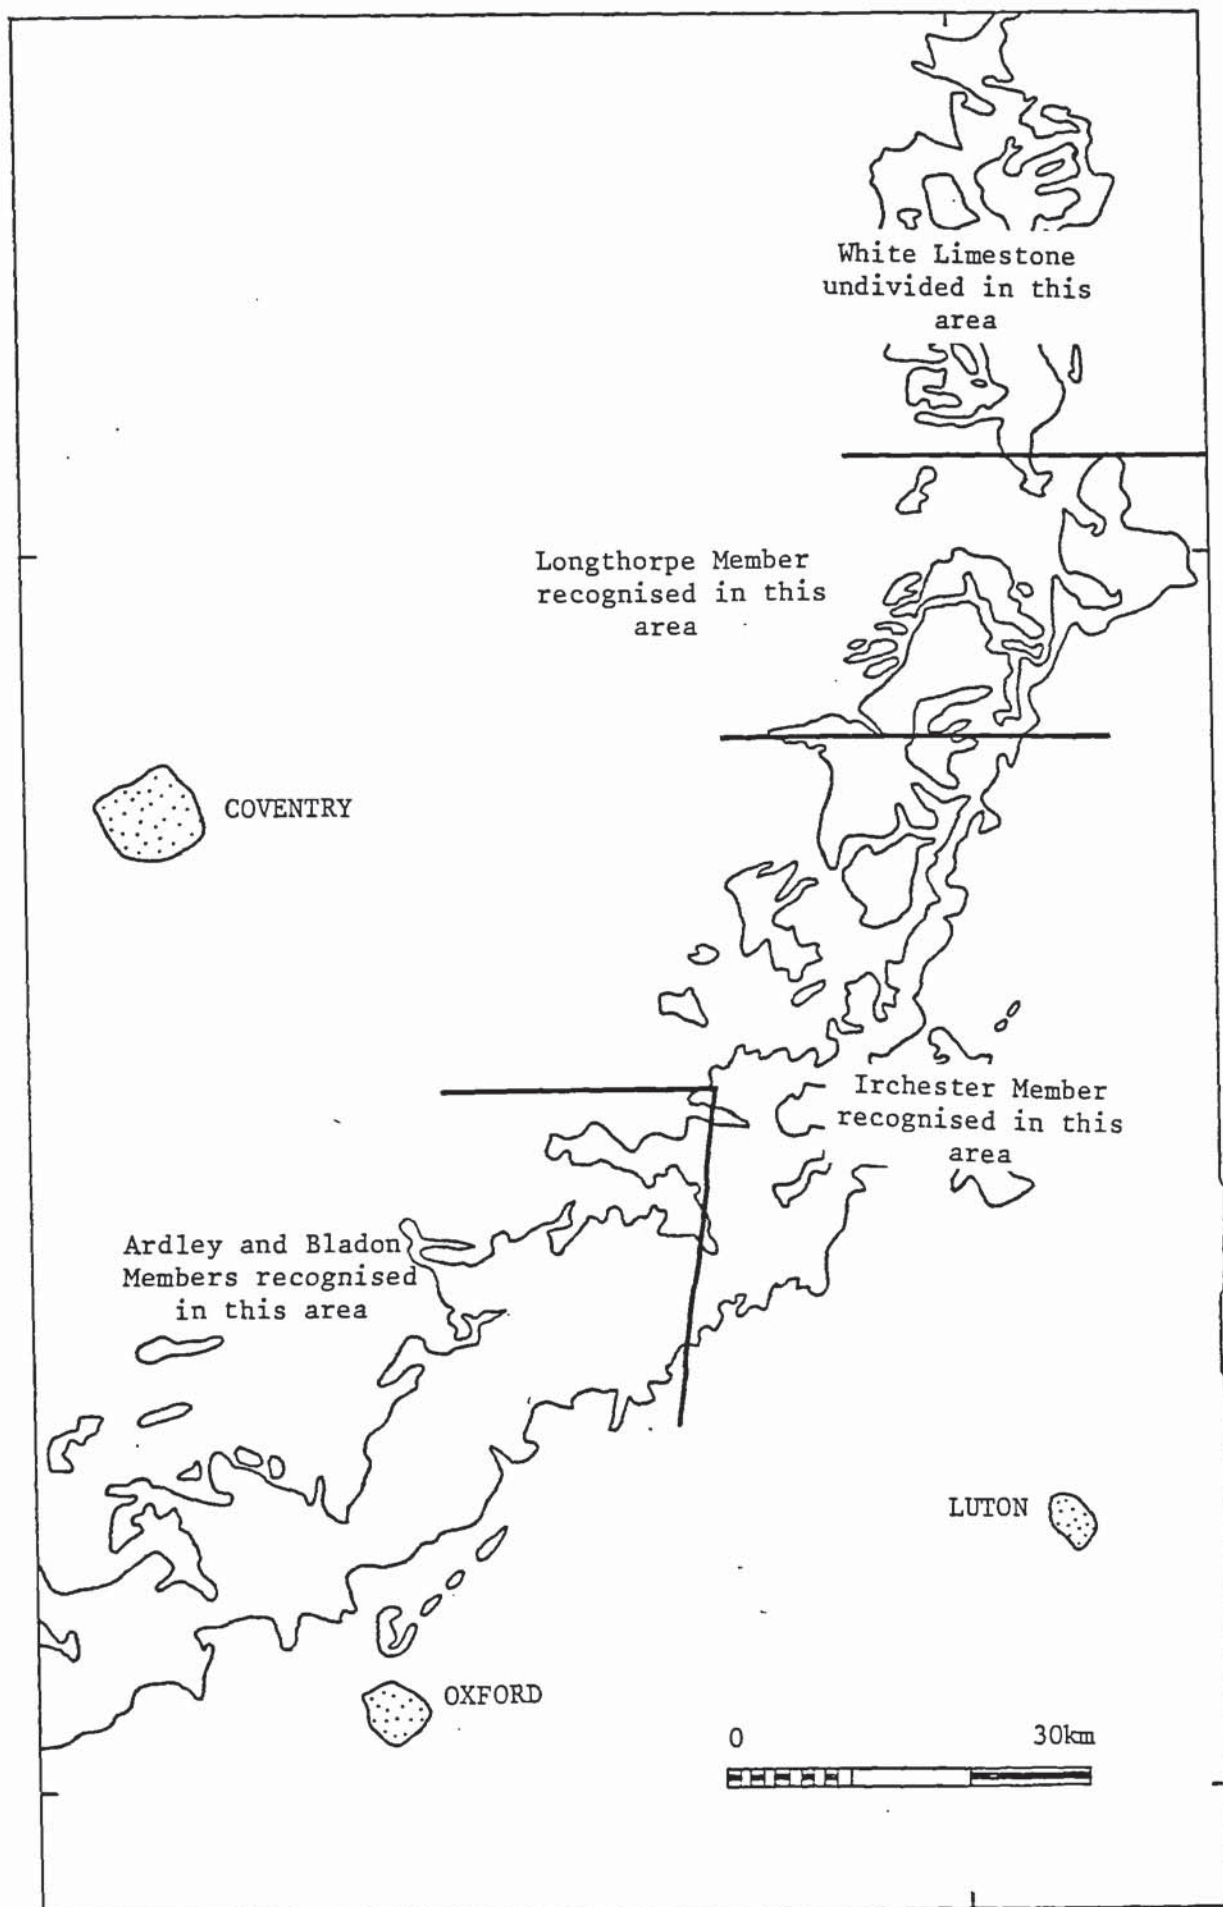 White Limestone
undivided in this
area
Longthorpe Member
recognised in this
area
COVENTRY
Irchester Member
recognised in this
area
Ardley and Bladon
Members recognised
in this area
LUTON
OXFORD
0 30km